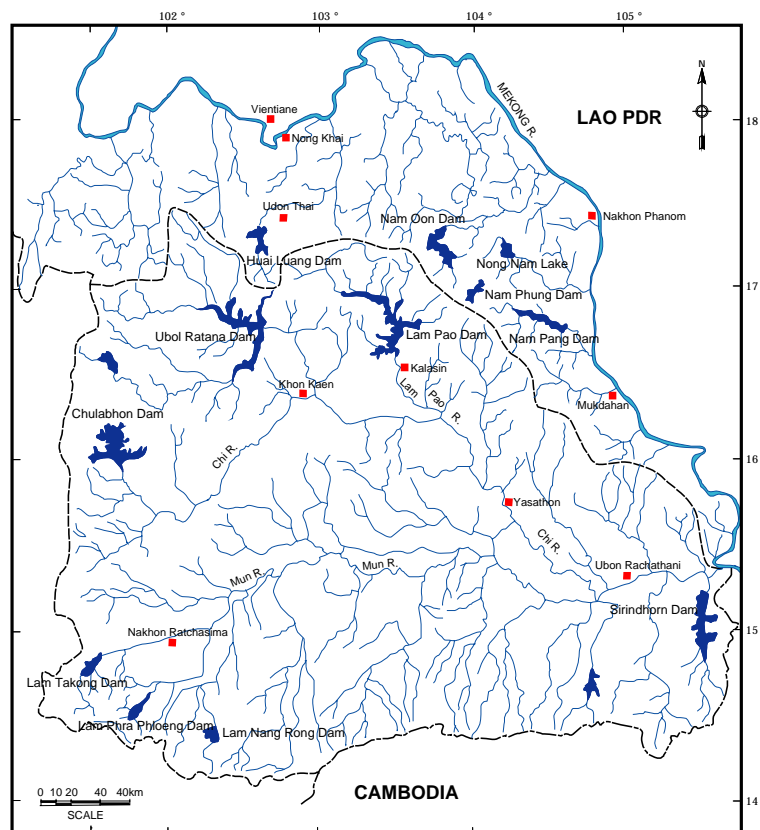 102°
103°
104°
105°
N
MEKONG R.
LAO PDR
Vientiane
18
Nong Khai
Udon Thai
Nam Oon Dam
Nakhon Phanom
Huai Luang Dam
Nong Nam Lake
17
Nam Phung Dam
Ubol Ratana Dam
Lam Pao Dam
Nam Pang Dam
Kalasin
Khon Kaen
Lam Pao R.
Mukdahan
Chulabhon Dam
Chi R.
16
Yasathon
Chi R.
Mun R.
Mun R.
Ubon Rachathani
Sirindhorn Dam
Nakhon Ratchasima
15
Lam Takong Dam
Lam Phra Phloeng Dam
Lam Nang Rong Dam
CAMBODIA
0 10 20 40km
SCALE
14